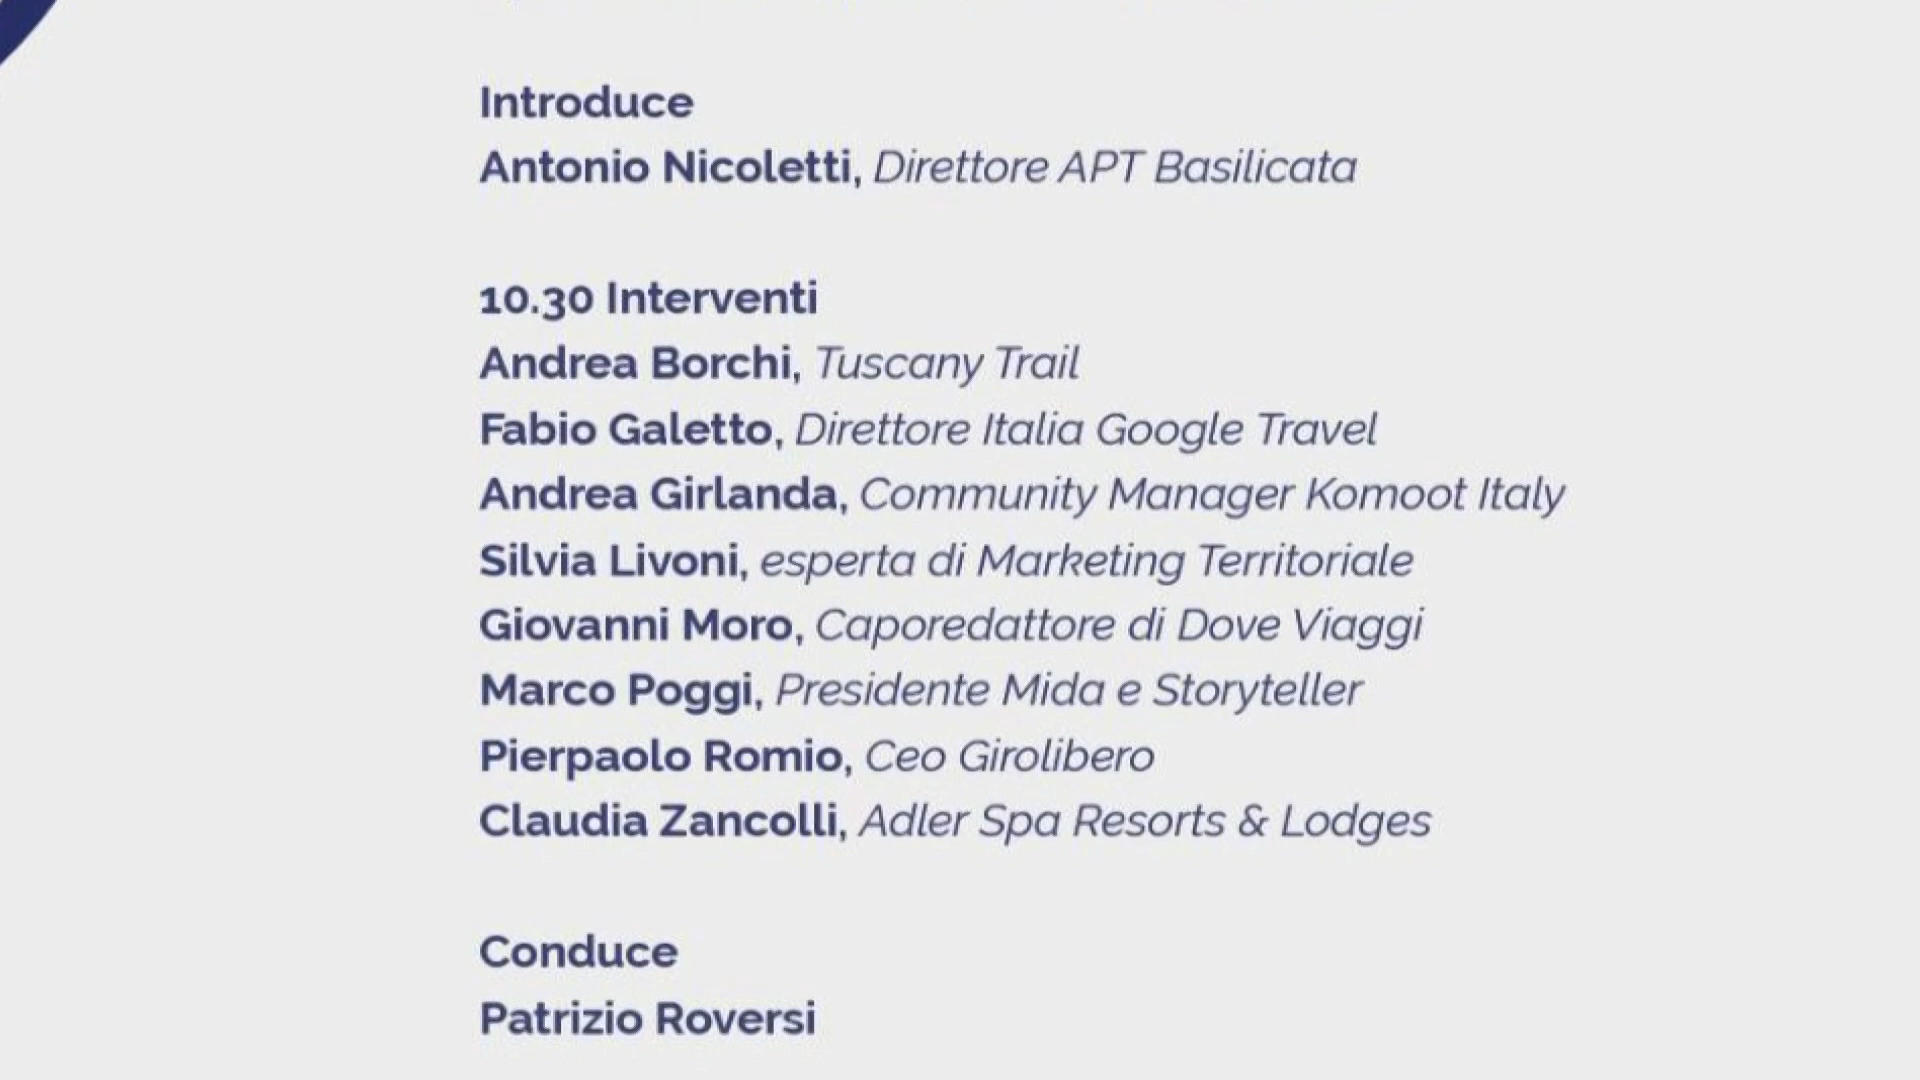 Introduce
Antonio Nicoletti, Direttore APT Basilicata
10.30 Interventi
Andrea Borchi, Tuscany Trail
Fabio Galetto, Direttore Italia Google Travel
Andrea Girlanda, Community Manager Komoot Italy
Silvia Livoni, esperta di Marketing Territoriale
Giovanni Moro, Caporedattore di Dove Viaggi
Marco Poggi, Presidente Mida e Storyteller
Pierpaolo Romio, Ceo Girolibero
Claudia Zancolli, Adler Spa Resorts & Lodges
Conduce
Patrizio Roversi